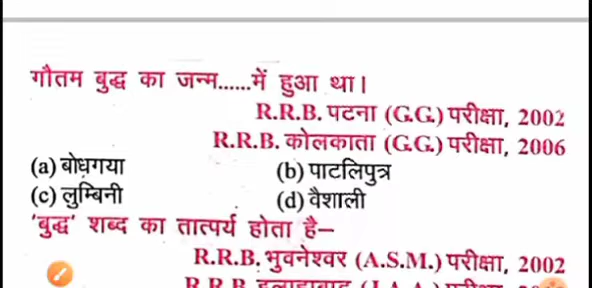 गौतम बुद्ध का जन्म......में हुआ था।
R.R.B. पटना (G.G.) परीक्षा, 2002
R.R.B. कोलकाता (G.G.) परीक्षा, 2006
(a) बोधगया (b) पाटलिपुत्र
(c) लुम्बिनी (d) वैशाली
'बुद्ध' शब्द का तात्पर्य होता है–
R.R.B. भुवनेश्वर (A.S.M.) परीक्षा, 2002